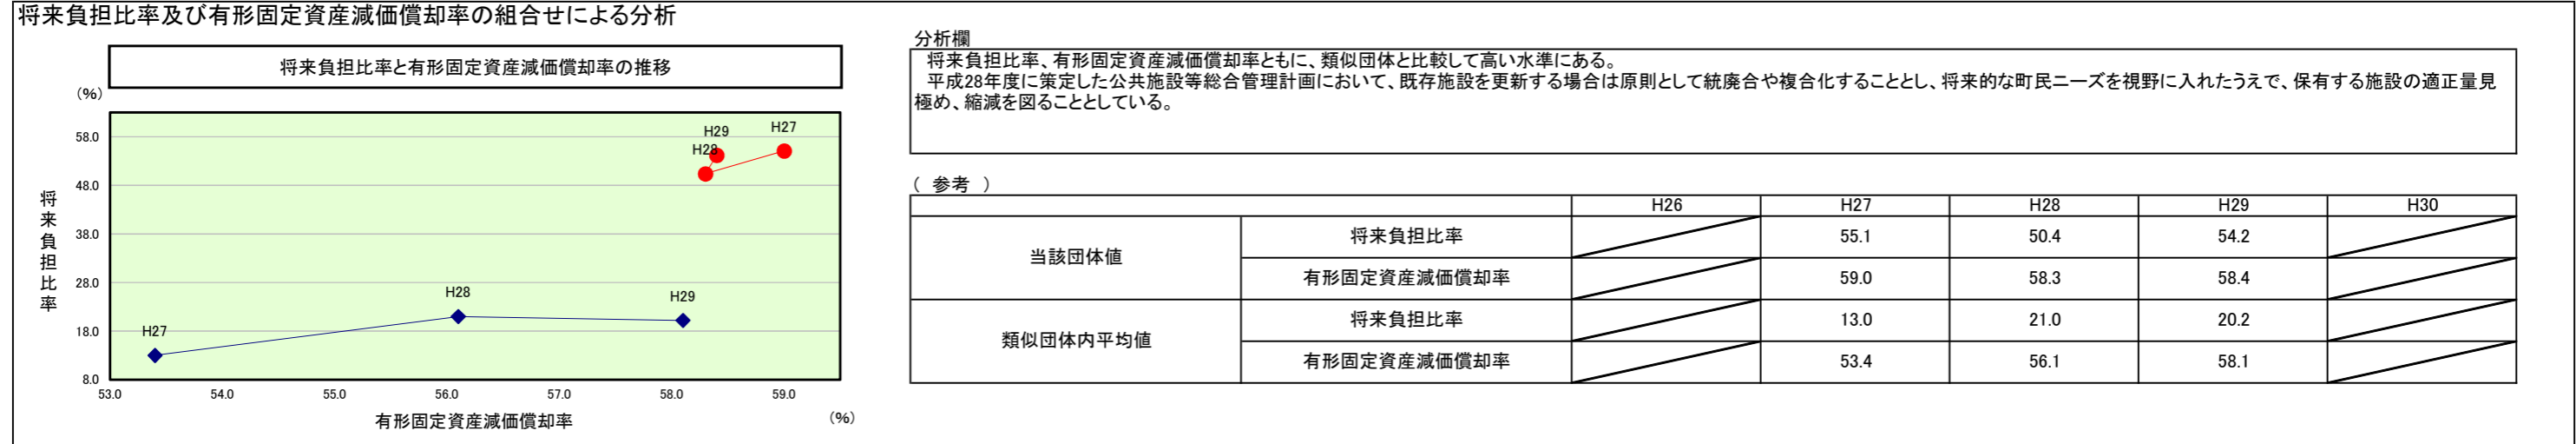 将来負担比率及び有形固定資産減価償却率の組合せによる分析
将来負担比率と有形固定資産減価償却率の推移
(%)
58.0
48.0
38.0
28.0
18.0
8.0
将来負担比率
H29
H27
H28
H28
H29
H27
53.0 54.0 55.0 56.0 57.0 58.0 59.0
有形固定資産減価償却率
(%)
分析欄
将来負担比率、有形固定資産減価償却率ともに、類似団体と比較して高い水準にある。
平成28年度に策定した公共施設等総合管理計画において、既存施設を更新する場合は原則として統廃合や複合化することとし、将来的な町民ニーズを視野に入れたうえで、保有する施設の適正量見
極め、縮減を図ることとしている。
( 参考 )
H26 H27 H28 H29 H30
当該団体値
将来負担比率 55.1 50.4 54.2
有形固定資産減価償却率 59.0 58.3 58.4
類似団体内平均値
将来負担比率 13.0 21.0 20.2
有形固定資産減価償却率 53.4 56.1 58.1